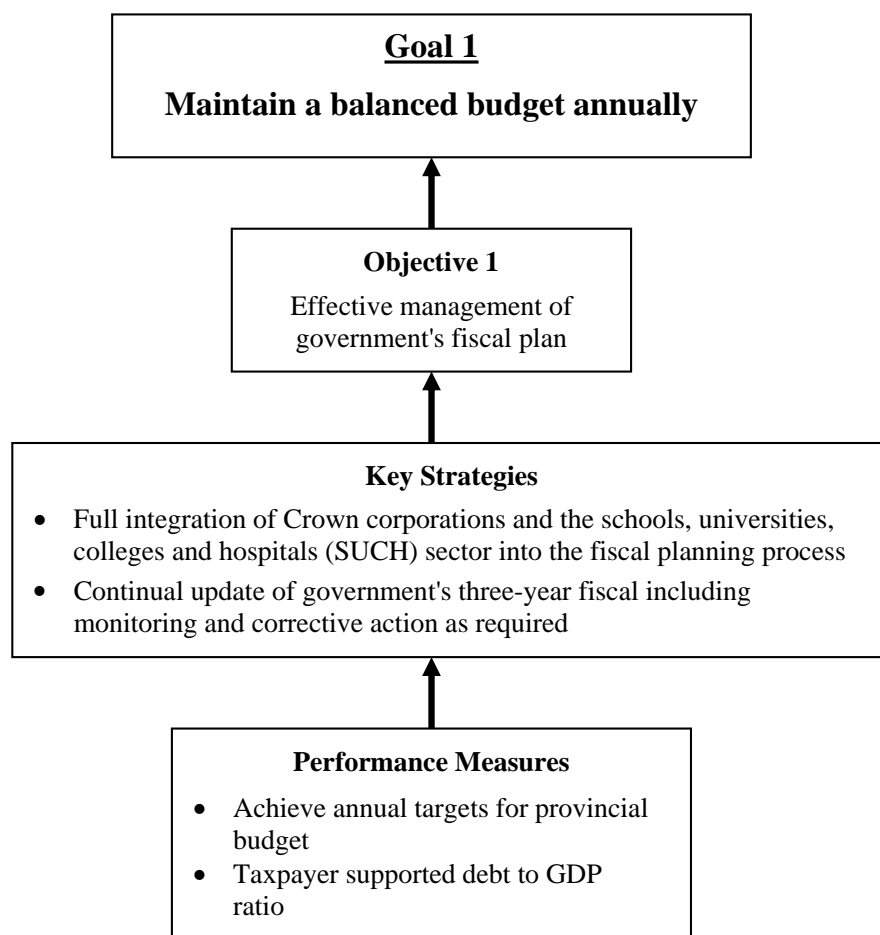 Goal 1
Maintain a balanced budget annually
Objective 1
Effective management of
government's fiscal plan
Key Strategies
• Full integration of Crown corporations and the schools, universities,
colleges and hospitals (SUCH) sector into the fiscal planning process
• Continual update of government's three-year fiscal including
monitoring and corrective action as required
Performance Measures
• Achieve annual targets for provincial
budget
• Taxpayer supported debt to GDP
ratio